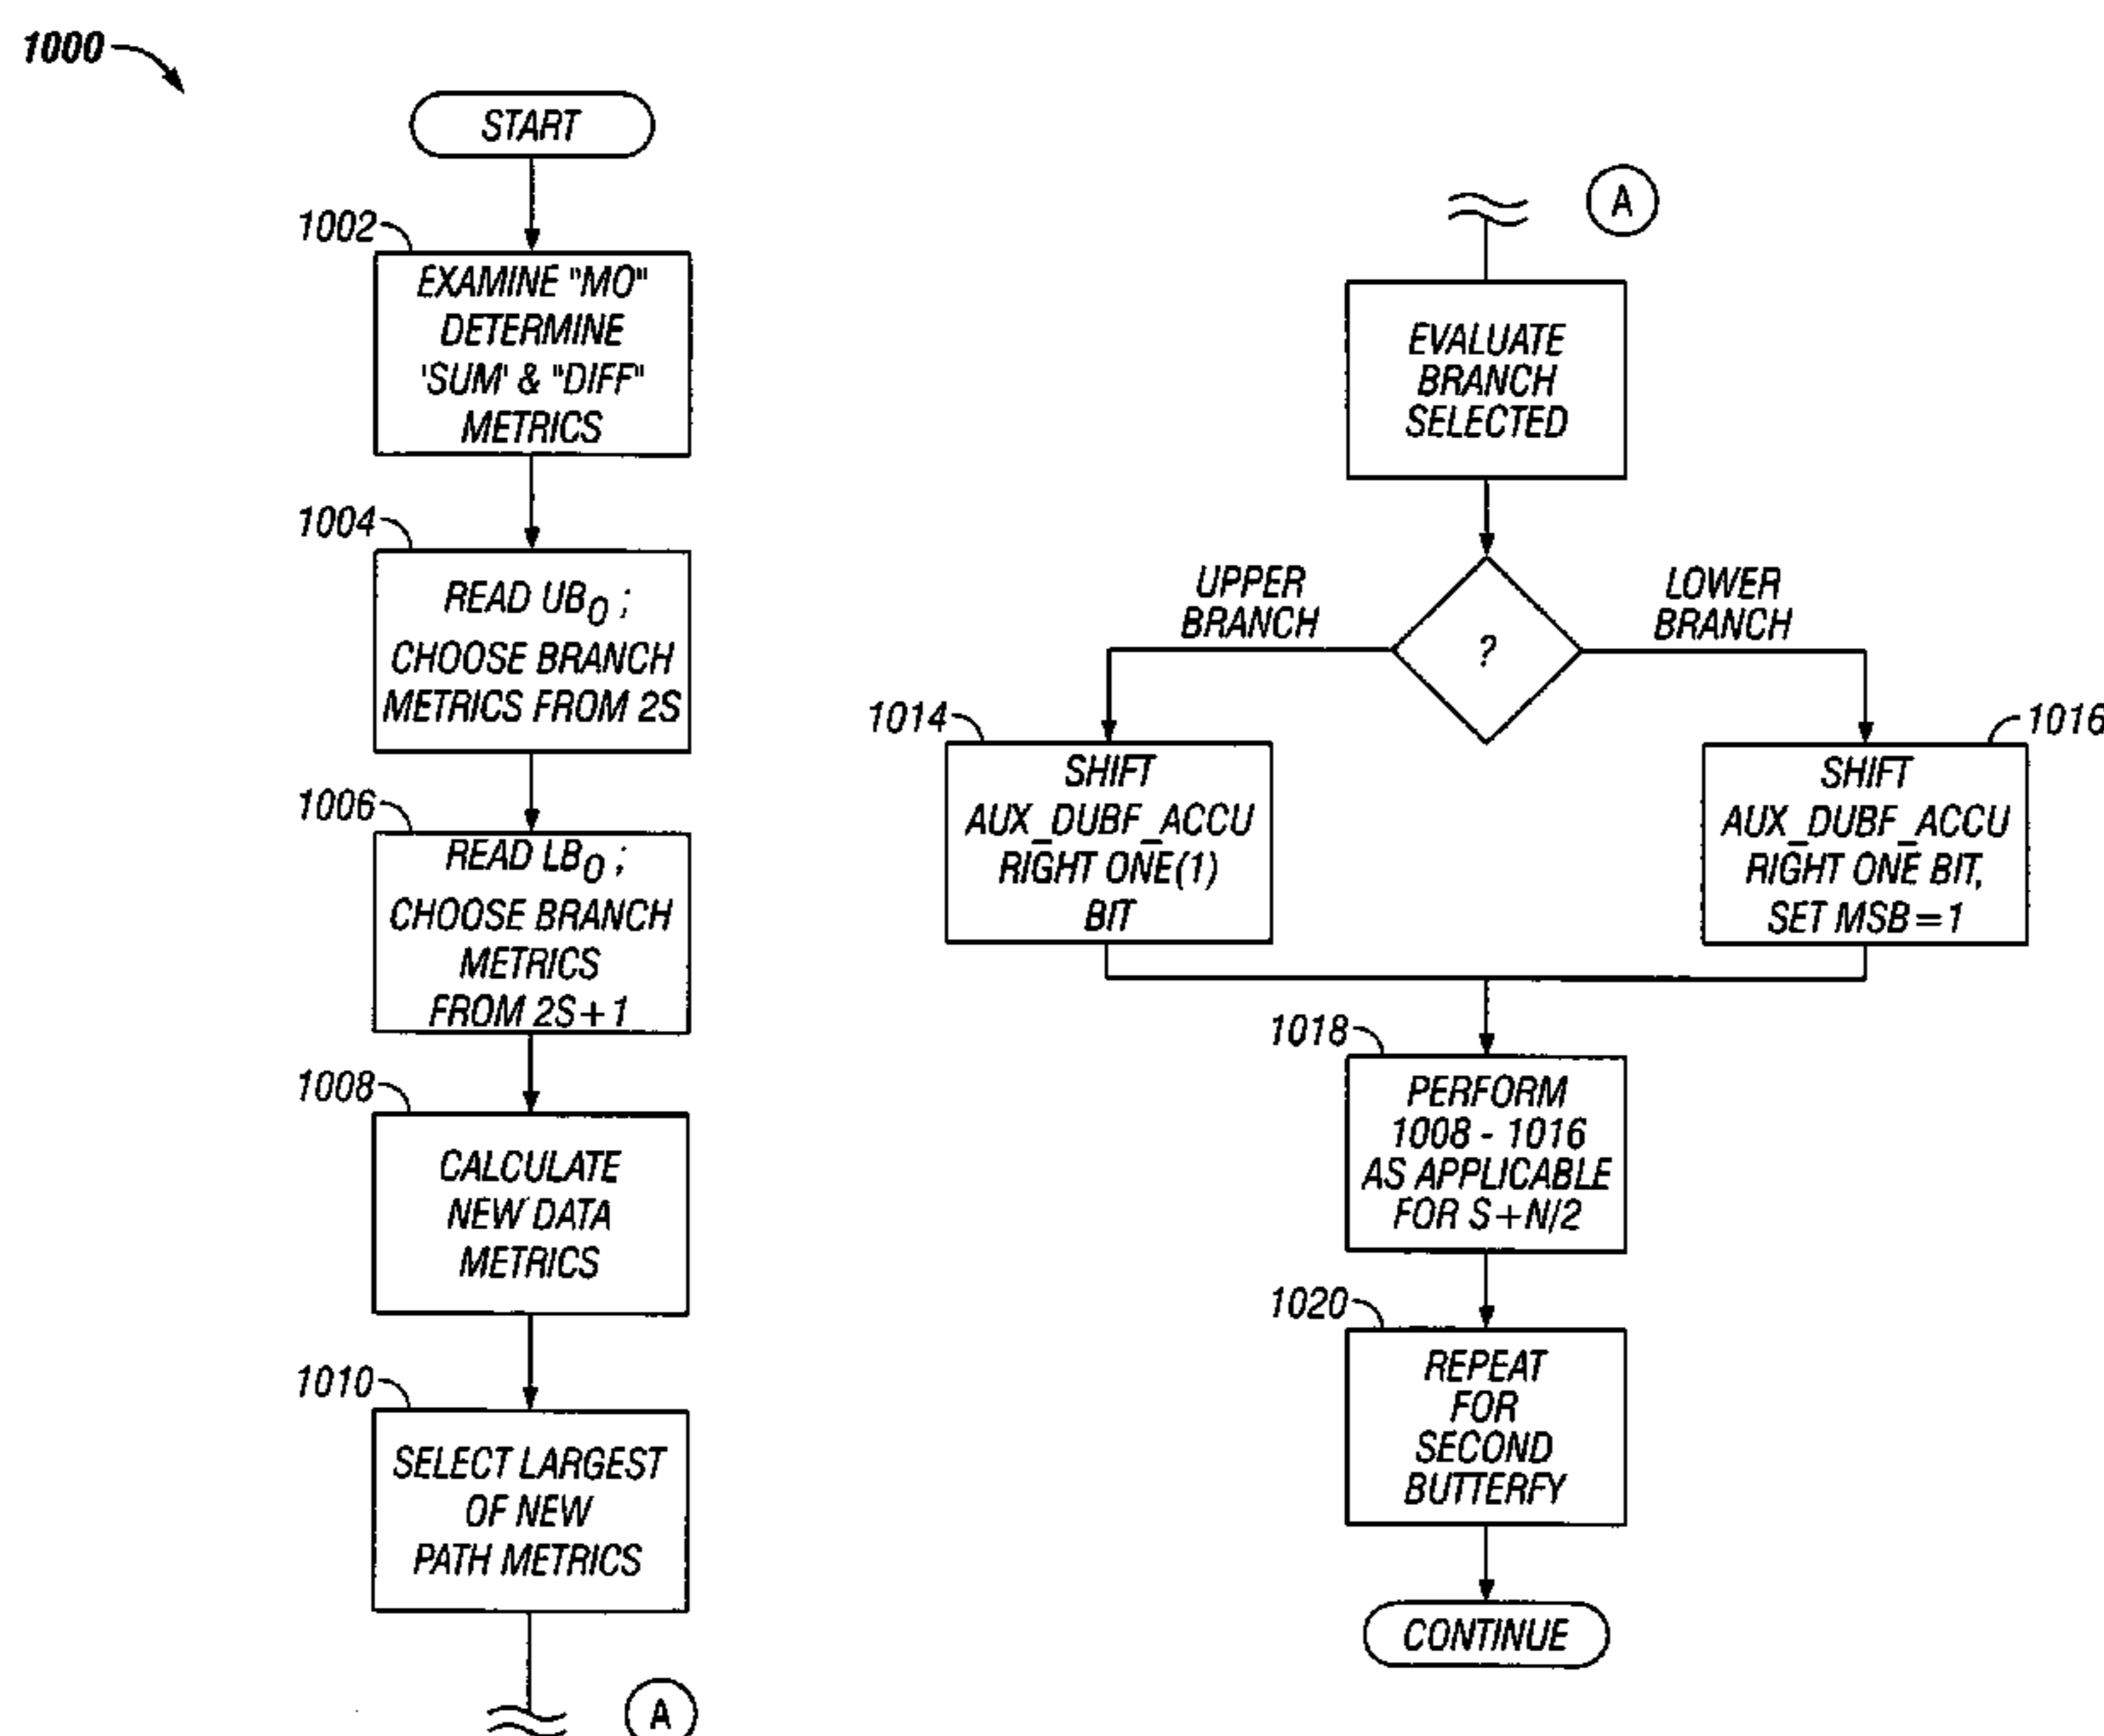 1000
START
1002
EXAMINE "MO"
DETERMINE
'SUM' & "DIFF"
METRICS
1004
READ UB0 ;
CHOOSE BRANCH
METRICS FROM 2S
1006
READ LB0 ;
CHOOSE BRANCH
METRICS
FROM 2S+1
1008
CALCULATE
NEW DATA
METRICS
1010
SELECT LARGEST
OF NEW
PATH METRICS
A
A
EVALUATE
BRANCH
SELECTED
?
UPPER
BRANCH
LOWER
BRANCH
1014
SHIFT
AUX_DUBF_ACCU
RIGHT ONE(1)
BIT
1016
SHIFT
AUX_DUBF_ACCU
RIGHT ONE BIT,
SET MSB=1
1018
PERFORM
1008 - 1016
AS APPLICABLE
FOR S+N/2
1020
REPEAT
FOR
SECOND
BUTTERFY
CONTINUE